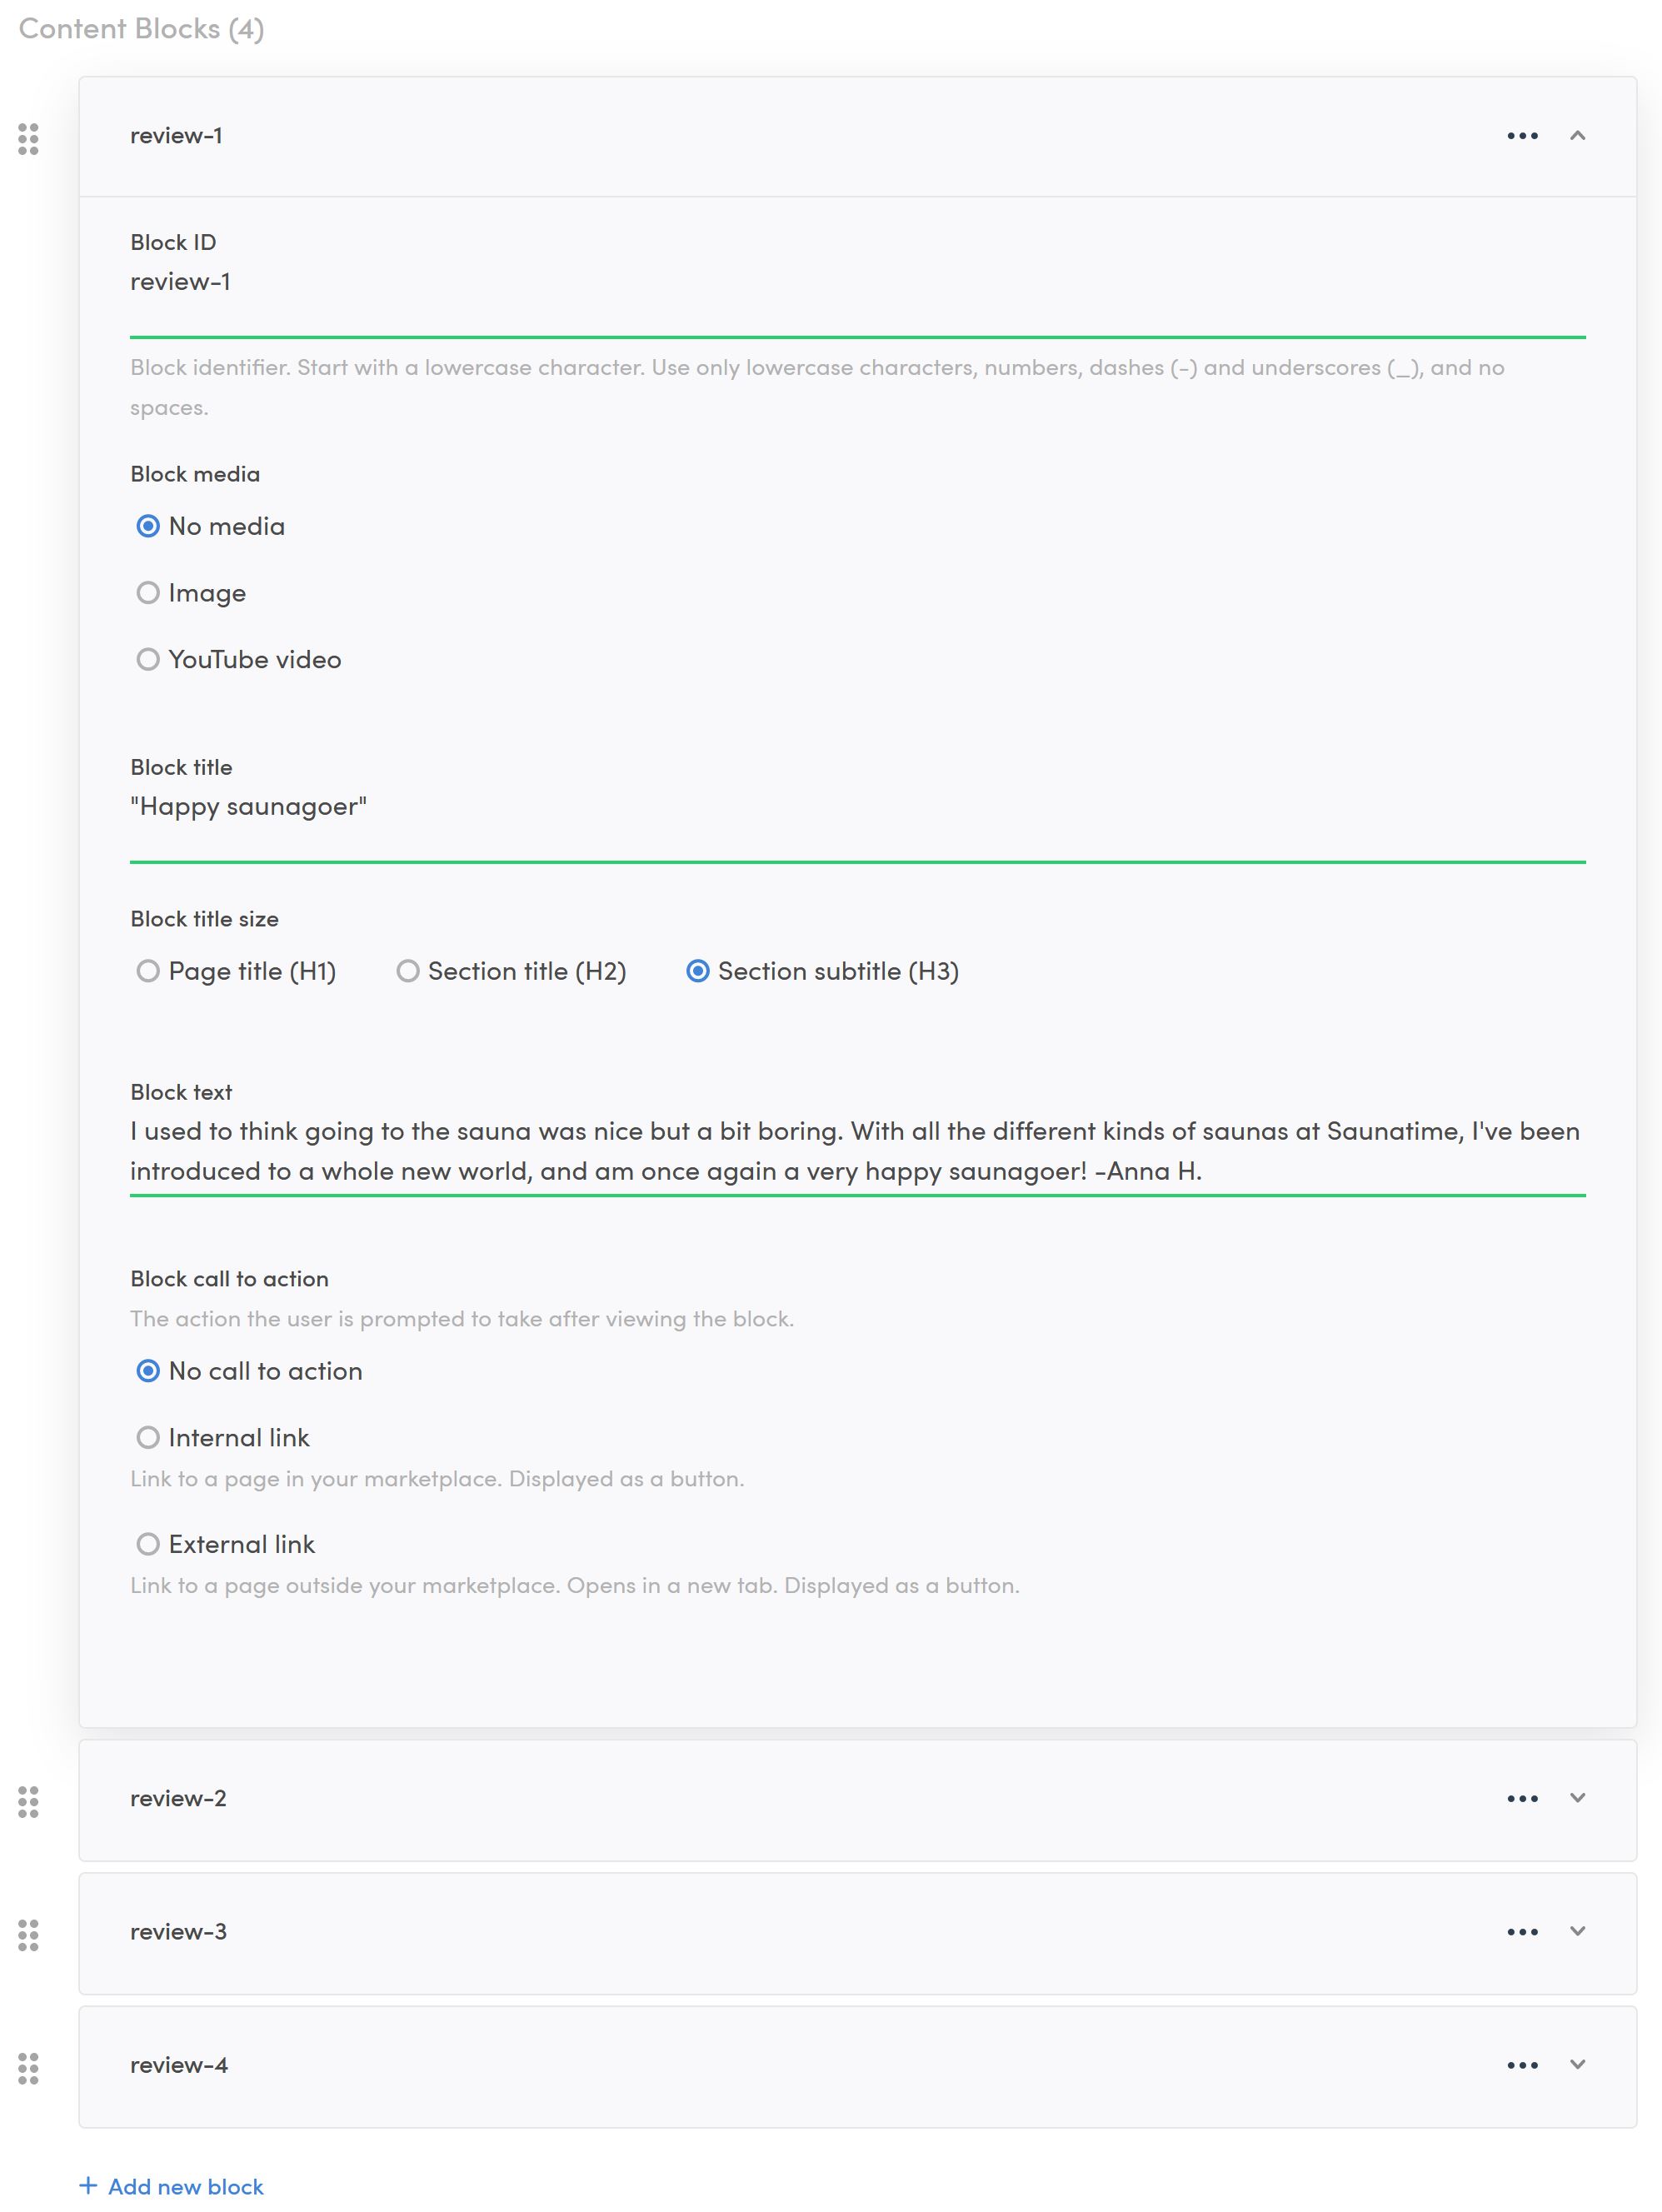 Content Blocks (4)
review-1
Block ID
review-1
Block identifier. Start with a lowercase character. Use only lowercase characters, numbers, dashes (-) and underscores (_), and no
spaces.
Block media
No media
Image
YouTube video
Block title
"Happy saunagoer"
Block title size
Page title (H1) Section title (H2) Section subtitle (H3)
Block text
I used to think going to the sauna was nice but a bit boring. With all the different kinds of saunas at Saunatime, I've been
introduced to a whole new world, and am once again a very happy saunagoer! -Anna H.
Block call to action
The action the user is prompted to take after viewing the block.
No call to action
Internal link
Link to a page in your marketplace. Displayed as a button.
External link
Link to a page outside your marketplace. Opens in a new tab. Displayed as a button.
review-2
review-3
review-4
+ Add new block